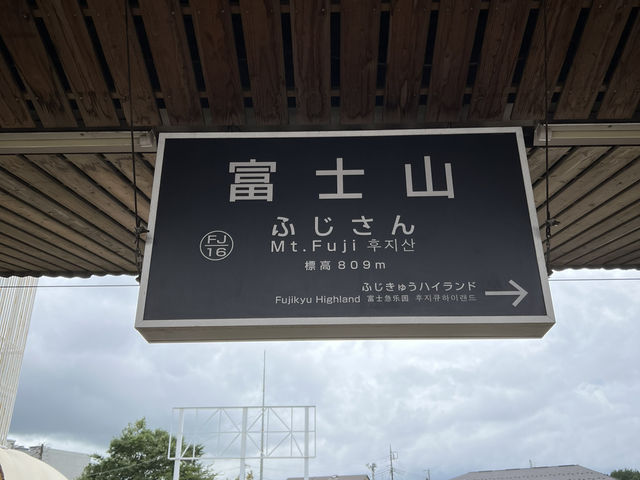 富士山
ふじさん
FJ
16
Mt.Fuji 후지산
標高 809m
ふじきゅうハイランド
Fujikyu Highland 富士急乐园 후지큐하이랜드